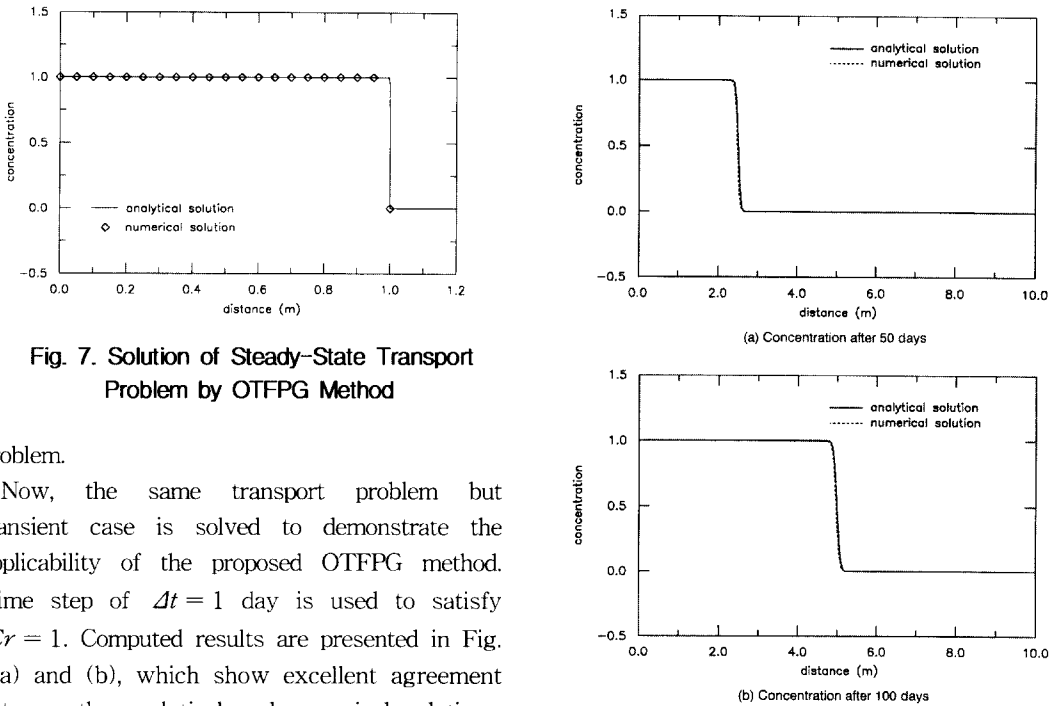 1.5
1.0
0.5
0.0
−0.5
concentration
analytical solution
numerical solution
0.0 0.2 0.4 0.6 0.8 1.0 1.2
distance (m)
Fig. 7. Solution of Steady-State Transport
Problem by OTFPG Method
roblem.
Now, the same transport problem but
ansient case is solved to demonstrate the
pplicability of the proposed OTFPG method.
ime step of Δt = 1 day is used to satisfy
Cr = 1. Computed results are presented in Fig.
a) and (b), which show excellent agreement
1.5
1.0
0.5
0.0
−0.5
concentration
analytical solution
numerical solution
0.0 2.0 4.0 6.0 8.0 10.0
distance (m)
(a) Concentration after 50 days
1.5
1.0
0.5
0.0
−0.5
concentration
analytical solution
numerical solution
0.0 2.0 4.0 6.0 8.0 10.0
distance (m)
(b) Concentration after 100 days